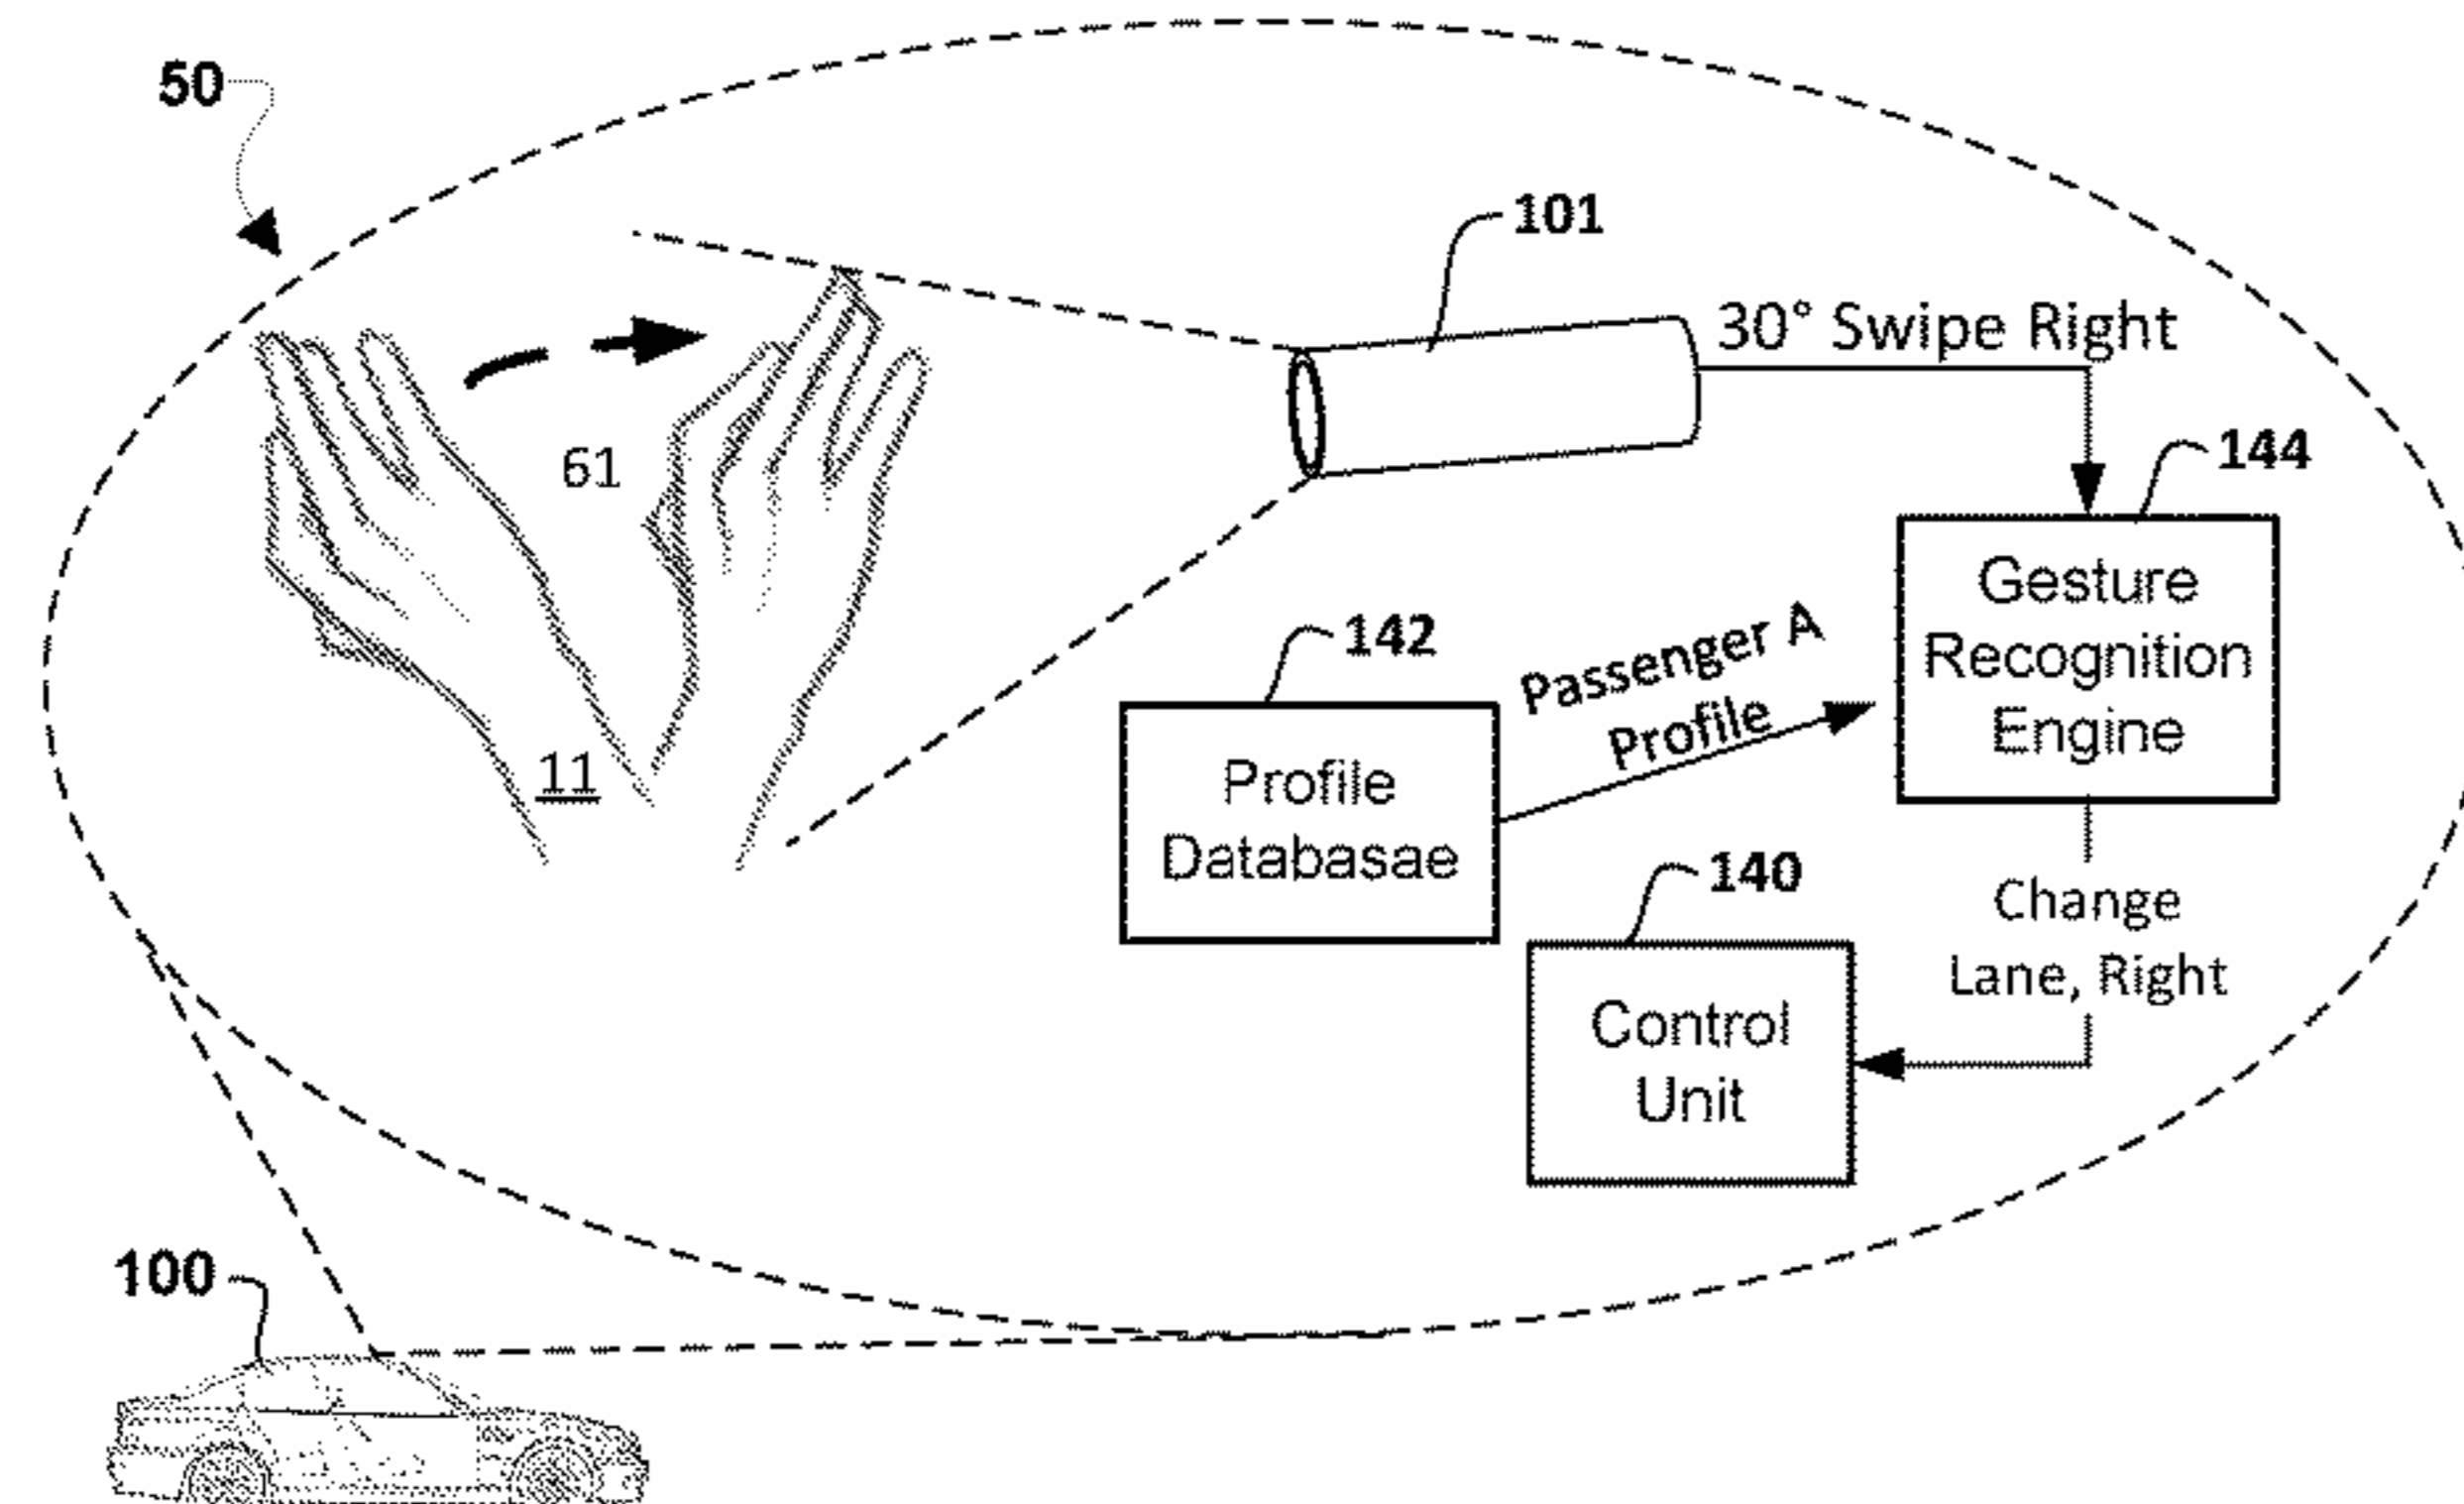 50
101
30° Swipe Right
144
61
Gesture
Recognition
Engine
142
Passenger A
Profile
11
Profile
Databasae
140
Change
Lane, Right
Control
Unit
100